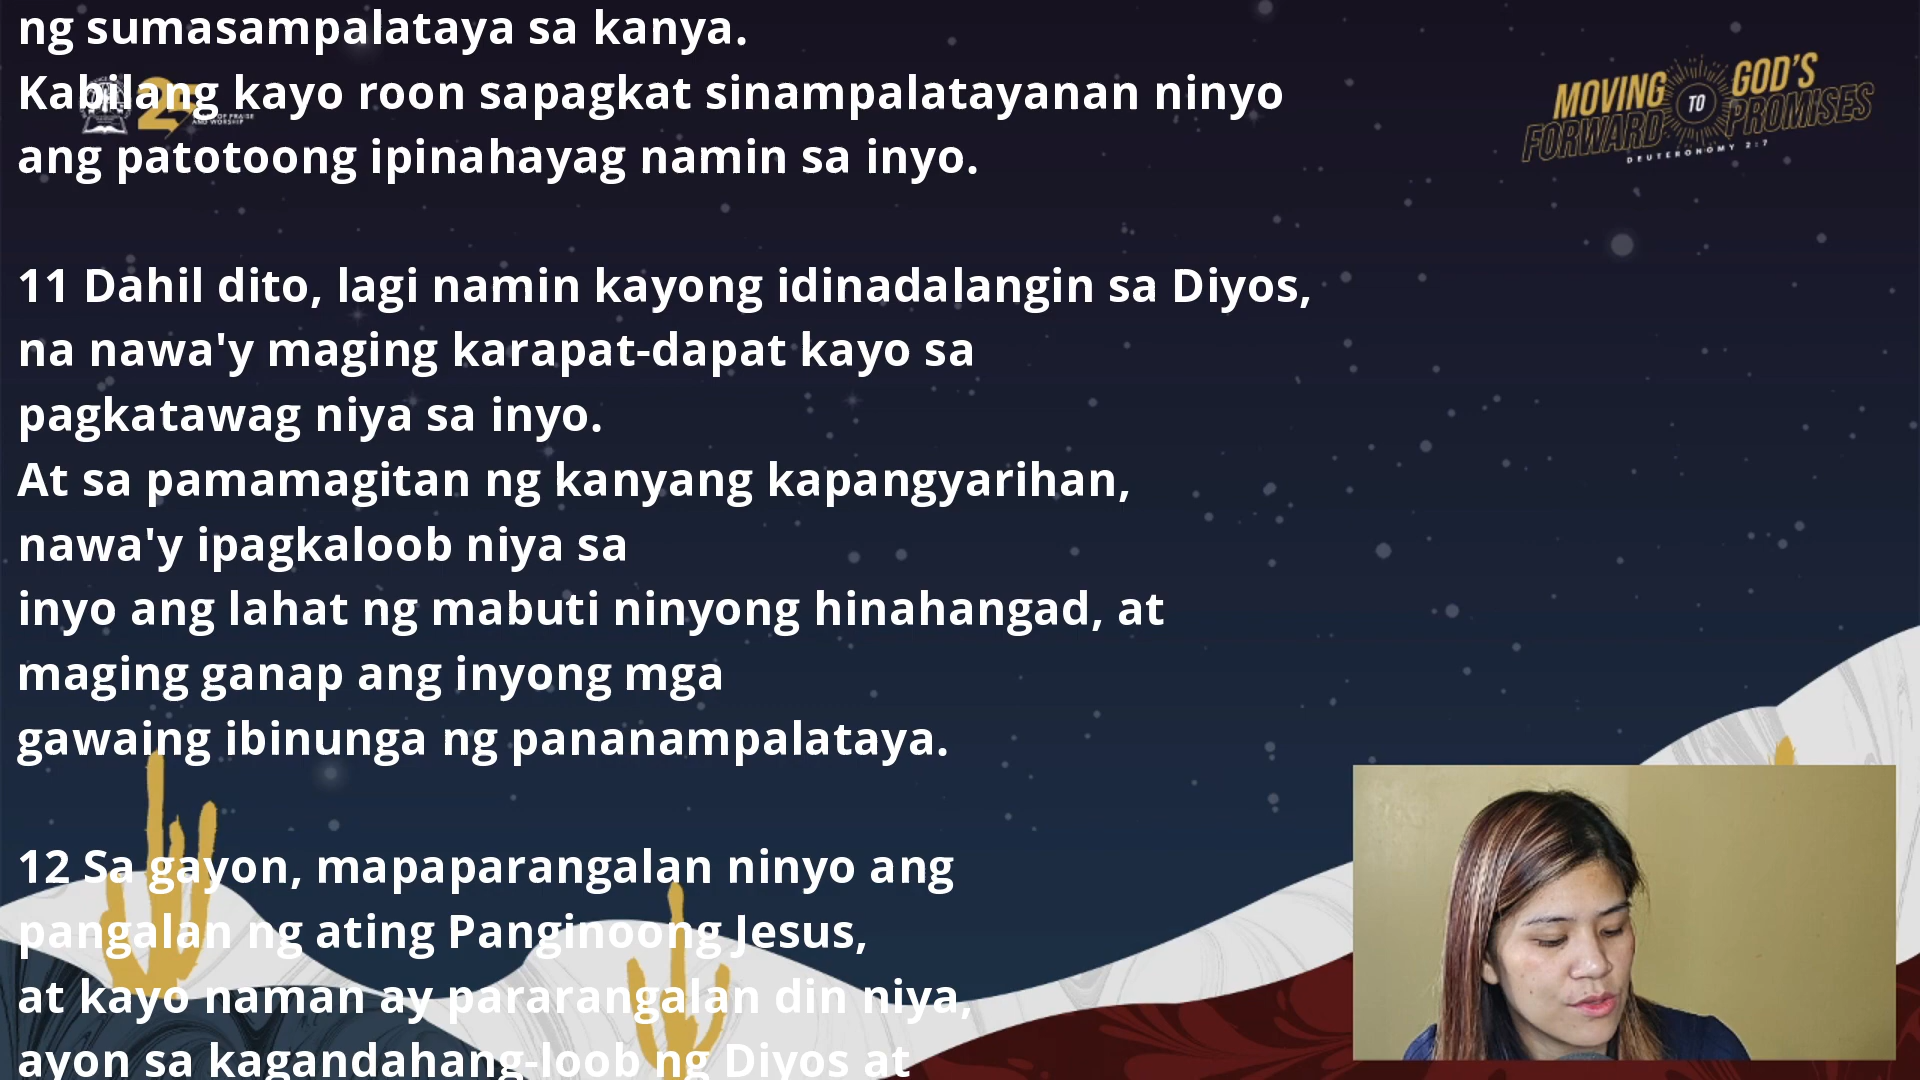 ng sumasampalataya sa kanya.
Kabilang kayo roon sapagkat sinampalatayanan ninyo
ang patotoong ipinahayag namin sa inyo.
11 Dahil dito, lagi namin kayong idinadalangin sa Diyos,
na nawa'y maging karapat-dapat kayo sa
pagkatawag niya sa inyo.
At sa pamamagitan ng kanyang kapangyarihan,
nawa'y ipagkaloob niya sa
inyo ang lahat ng mabuti ninyong hinahangad, at
maging ganap ang inyong mga
gawaing ibinunga ng pananampalataya.
12 Sa gayon, mapaparangalan ninyo ang
pangalan ng ating Panginoong Jesus,
at kayo naman ay pararangalan din niya,
ayon sa kagandahang-loob ng Diyos at
MOVING FORWARD TO GOD'S PROMISES
DEUTERONOMY 2:7
OF PRAISE
AND WORSHIP